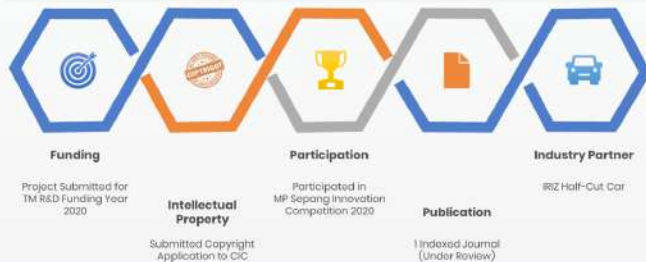 COPYRIGHT
Funding
Project Submitted for
TM R&D Funding Year
2020
Intellectual
Property
Submitted Copyright
Application to CIC
Participation
Participated in
MP Sepang Innovation
Competition 2020
Publication
1 Indexed Journal
(Under Review)
Industry Partner
IRIZ Half-Cut Car